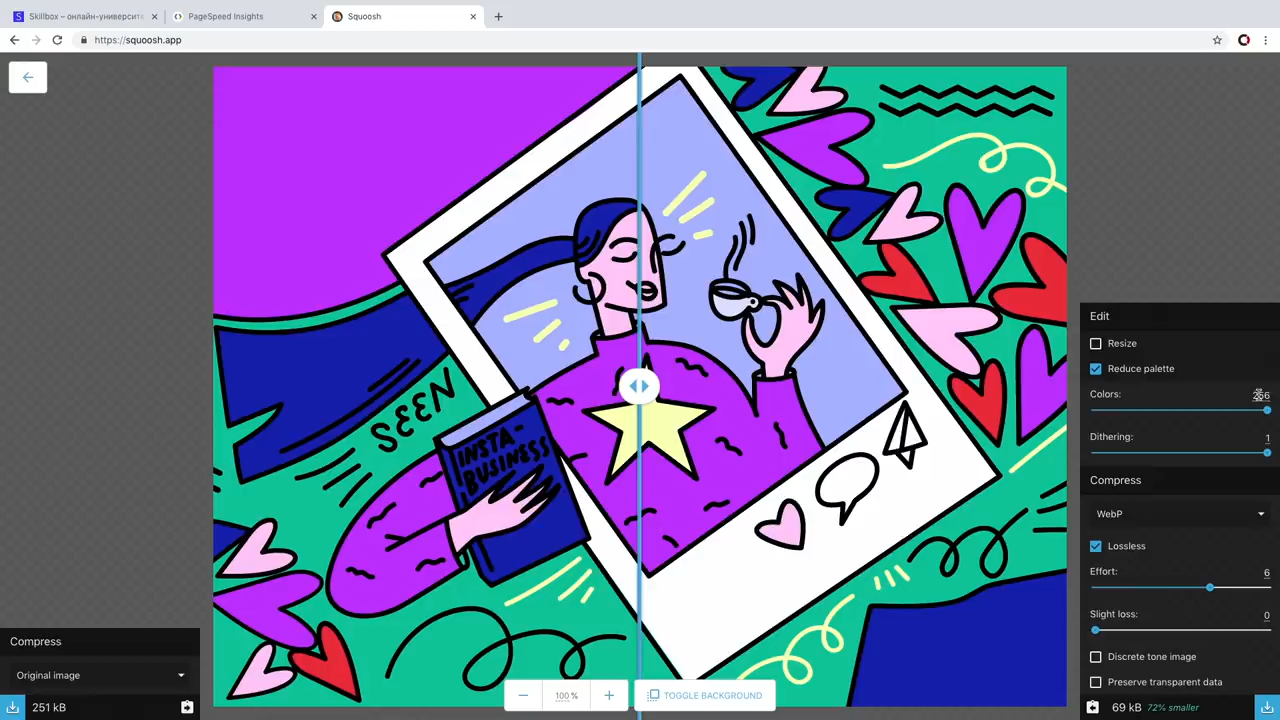 Skillbox – онлайн-университе
PageSpeed Insights
Squoosh
https://squoosh.app
SEEN
INSTA-
BUSINESS
Edit
Resize
Reduce palette
Colors: 256
Dithering: 1
Compress
WebP
Lossless
Effort: 6
Slight loss: 0
Discrete tone image
Preserve transparent data
69 kB 72% smaller
Compress
Original image
251 kB
100 %
TOGGLE BACKGROUND